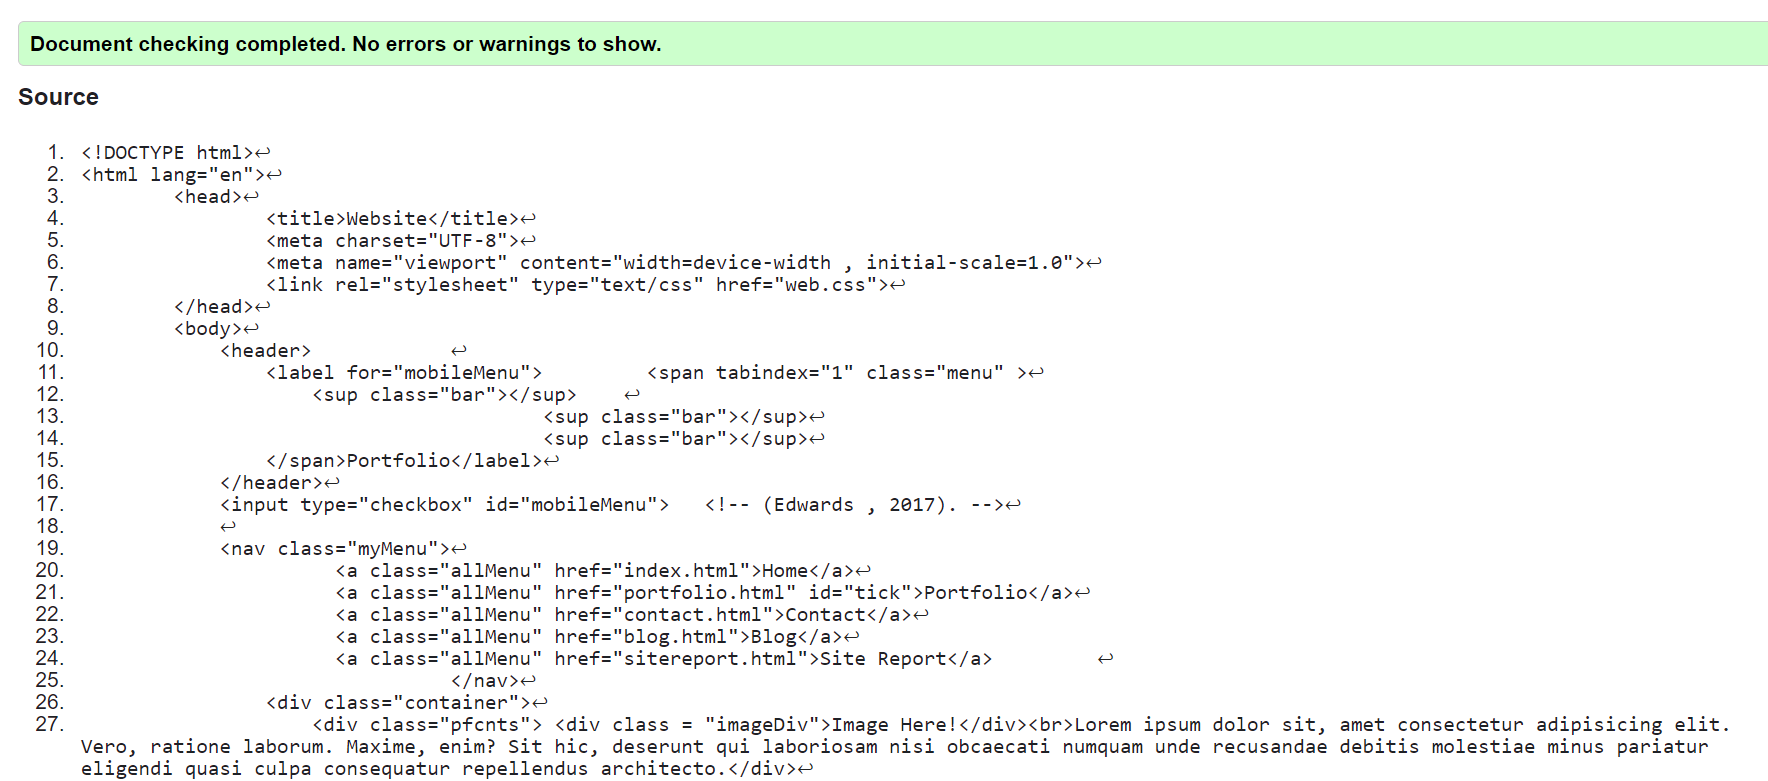 Document checking completed. No errors or warnings to show.
Source
1. <!DOCTYPE html>↩
2. <html lang="en">↩
3. <head>↩
4. <title>Website</title>↩
5. <meta charset="UTF-8">↩
6. <meta name="viewport" content="width=device-width , initial-scale=1.0">↩
7. <link rel="stylesheet" type="text/css" href="web.css">↩
8. </head>↩
9. <body>↩
10. <header> ↩
11. <label for="mobileMenu"> <span tabindex="1" class="menu" >↩
12. <sup class="bar"></sup> ↩
13. <sup class="bar"></sup>↩
14. <sup class="bar"></sup>↩
15. </span>Portfolio</label>↩
16. </header>↩
17. <input type="checkbox" id="mobileMenu"> <!-- (Edwards , 2017). -->↩
18. ↩
19. <nav class="myMenu">↩
20. <a class="allMenu" href="index.html">Home</a>↩
21. <a class="allMenu" href="portfolio.html" id="tick">Portfolio</a>↩
22. <a class="allMenu" href="contact.html">Contact</a>↩
23. <a class="allMenu" href="blog.html">Blog</a>↩
24. <a class="allMenu" href="sitereport.html">Site Report</a> ↩
25. </nav>↩
26. <div class="container">↩
27. <div class="pfcnts"> <div class = "imageDiv">Image Here!</div><br>Lorem ipsum dolor sit, amet consectetur adipisicing elit.
Vero, ratione laborum. Maxime, enim? Sit hic, deserunt qui laboriosam nisi obcaecati numquam unde recusandae debitis molestiae minus pariatur
eligendi quasi culpa consequatur repellendus architecto.</div>↩